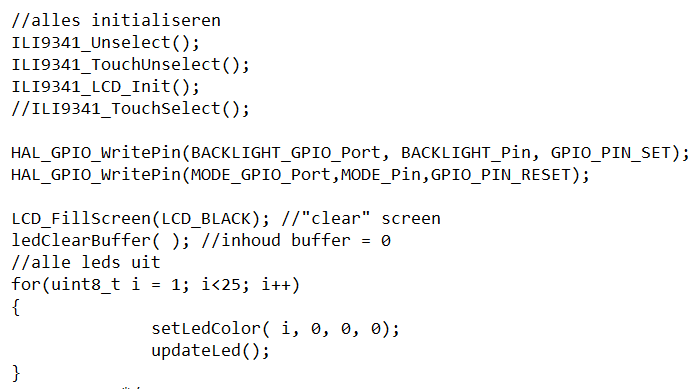 //alles initialiseren
ILI9341_Unselect();
ILI9341_TouchUnselect();
ILI9341_LCD_Init();
//ILI9341_TouchSelect();

HAL_GPIO_WritePin(BACKLIGHT_GPIO_Port, BACKLIGHT_Pin, GPIO_PIN_SET);
HAL_GPIO_WritePin(MODE_GPIO_Port,MODE_Pin,GPIO_PIN_RESET);

LCD_FillScreen(LCD_BLACK); //"clear" screen
ledClearBuffer( ); //inhoud buffer = 0
//alle leds uit
for(uint8_t i = 1; i<25; i++)
{
setLedColor( i, 0, 0, 0);
updateLed();
}